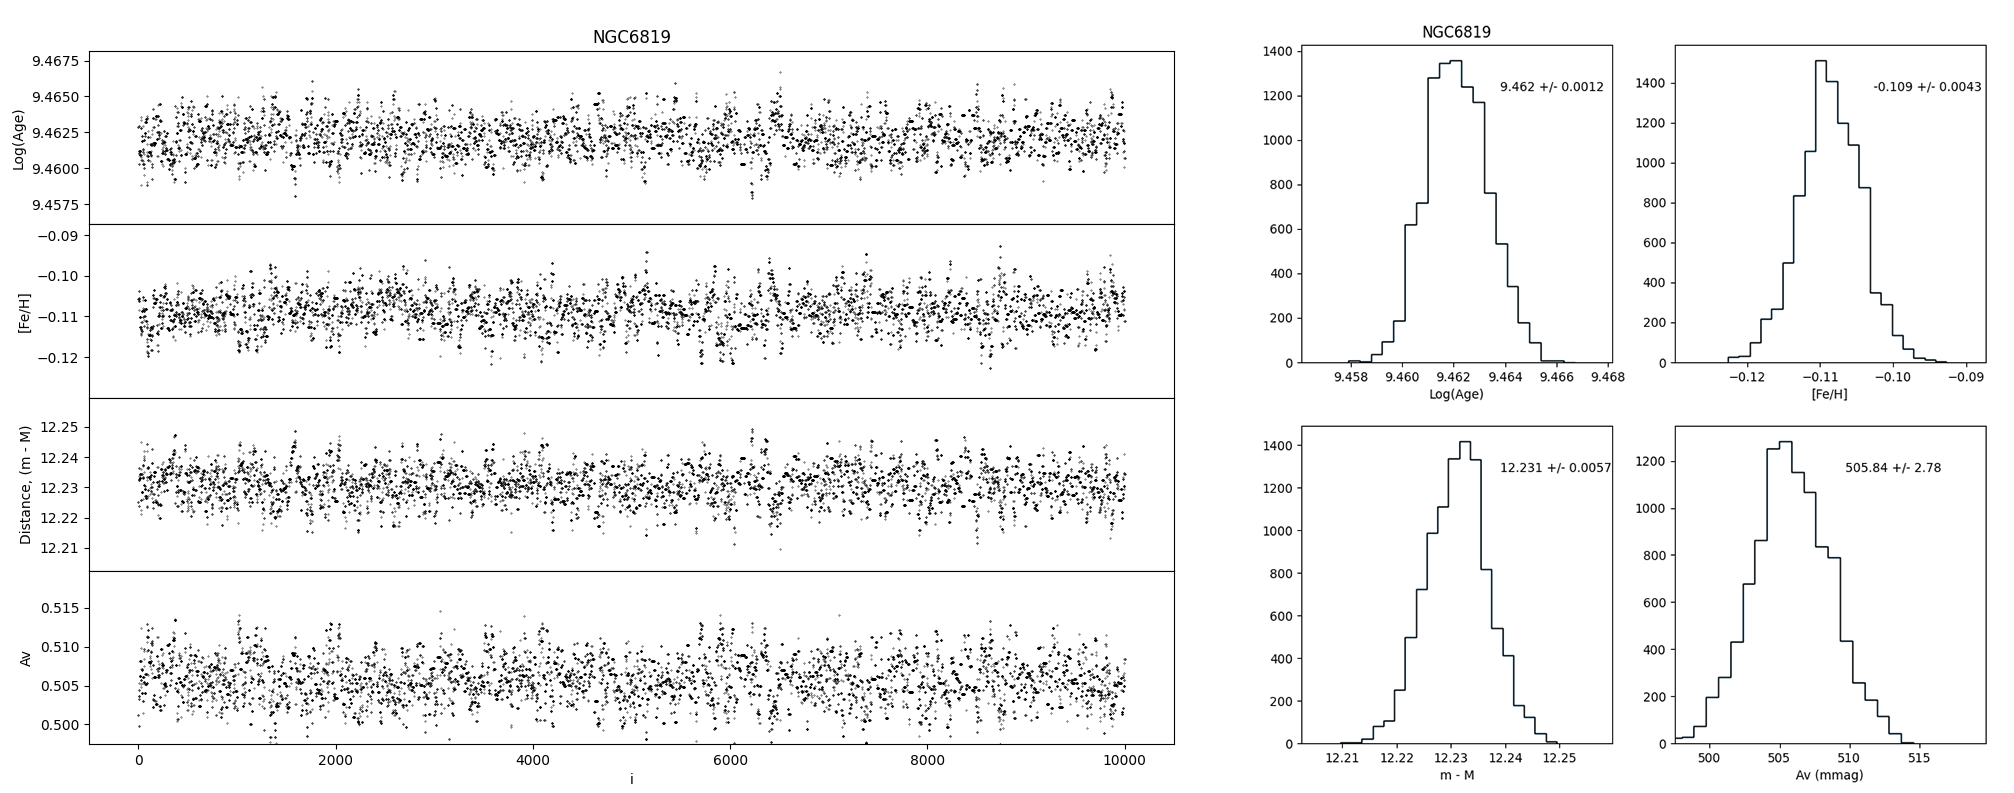 NGC6819
9.4675
9.4650
9.4625
9.4600
9.4575
Log(Age)
−0.09
−0.10
−0.11
−0.12
[Fe/H]
12.25
12.24
12.23
12.22
12.21
Distance, (m - M)
0.515
0.510
0.505
0.500
Av
0 2000 4000 6000 8000 10000
i
NGC6819
1400
1200
1000
800
600
400
200
0
9.462 +/- 0.0012
9.458 9.460 9.462 9.464 9.466 9.468
Log(Age)
1400
1200
1000
800
600
400
200
0
-0.109 +/- 0.0043
−0.12 −0.11 −0.10 −0.09
[Fe/H]
1400
1200
1000
800
600
400
200
0
12.231 +/- 0.0057
12.21 12.22 12.23 12.24 12.25
m - M
1200
1000
800
600
400
200
0
505.84 +/- 2.78
500 505 510 515
Av (mmag)